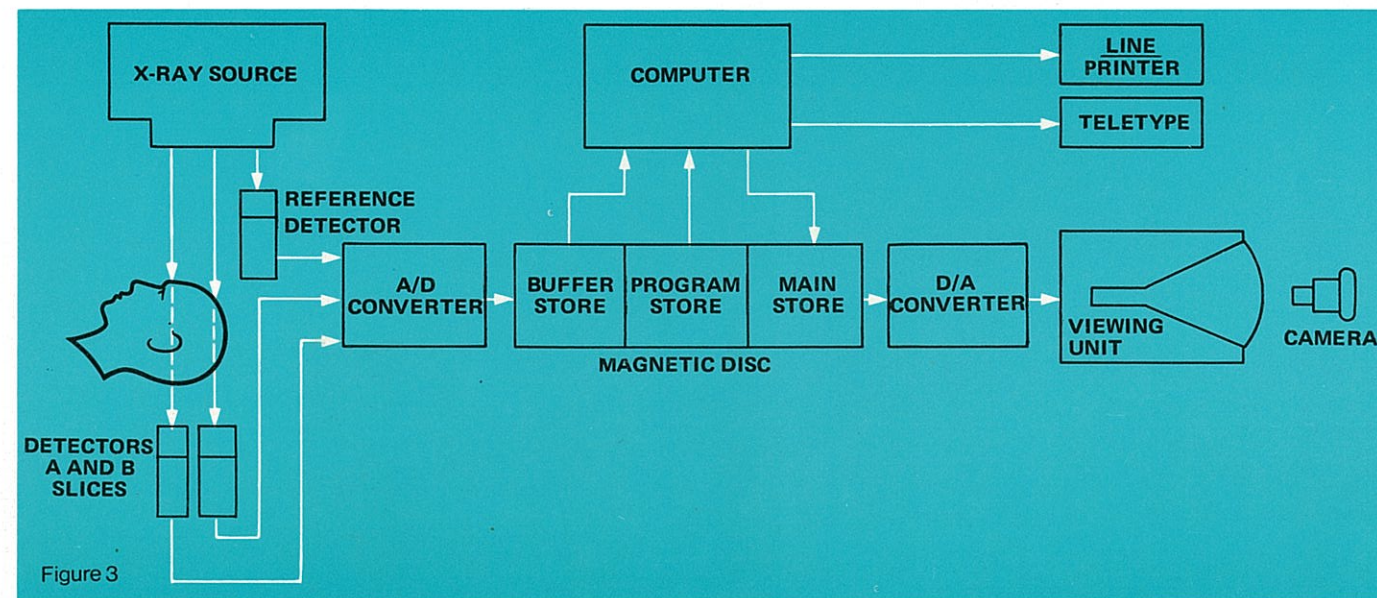 X-RAY SOURCE
COMPUTER
LINE
PRINTER
TELETYPE
REFERENCE
DETECTOR
A/D
CONVERTER
BUFFER
STORE
PROGRAM
STORE
MAIN
STORE
D/A
CONVERTER
VIEWING
UNIT
CAMERA
MAGNETIC DISC
DETECTORS
A AND B
SLICES
Figure 3